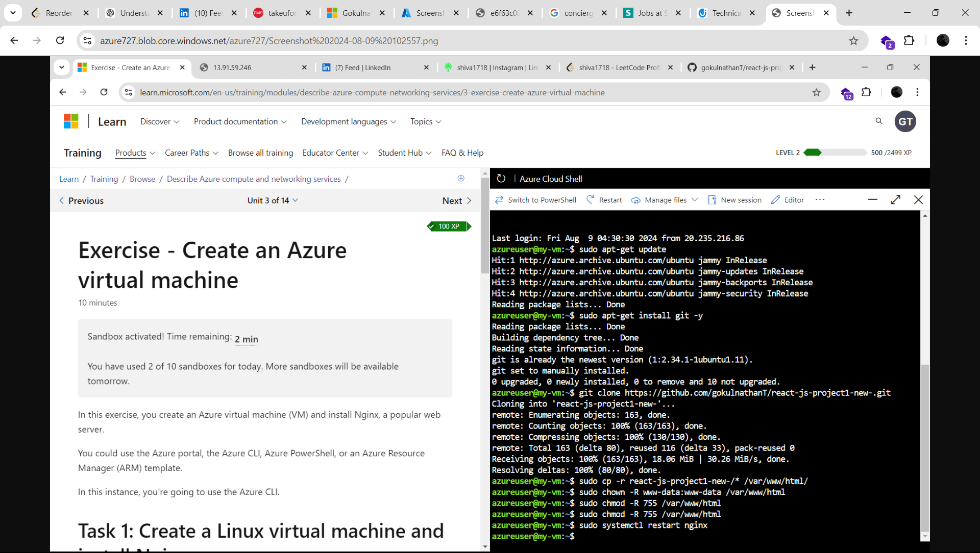 Reorder
Underst
(10) Fee
takeufor
Gokulna
Screensh
e6f63c0
concierg
Jobs at S
Technica
Screensh
azure727.blob.core.windows.net/azure727/Screenshot%202024-08-09%20102557.png
2
Exercise - Create an Azure
13.91.59.246
(7) Feed | LinkedIn
shiva1718 | Instagram | Lin
shiva1718 - LeetCode Prof
gokulnathanT/react-js-proj
learn.microsoft.com/en-us/training/modules/describe-azure-compute-networking-services/3-exercise-create-azure-virtual-machine
12
Learn
Discover
Product documentation
Development languages
Topics
GT
Training
Products
Career Paths
Browse all training
Educator Center
Student Hub
FAQ & Help
LEVEL 2
500 /2499 XP
Learn / Training / Browse / Describe Azure compute and networking services /
Previous
Unit 3 of 14
Next
100 XP
Exercise - Create an Azure
virtual machine
10 minutes
Sandbox activated! Time remaining: 2 min
You have used 2 of 10 sandboxes for today. More sandboxes will be available
tomorrow.
In this exercise, you create an Azure virtual machine (VM) and install Nginx, a popular web
server.
You could use the Azure portal, the Azure CLI, Azure PowerShell, or an Azure Resource
Manager (ARM) template.
In this instance, you're going to use the Azure CLI.
Task 1: Create a Linux virtual machine and
Azure Cloud Shell
Switch to PowerShell
Restart
Manage files
New session
Editor
Last login: Fri Aug  9 04:30:30 2024 from 20.235.216.86
azureuser@my-vm:~$ sudo apt-get update
Hit:1 http://azure.archive.ubuntu.com/ubuntu jammy InRelease
Hit:2 http://azure.archive.ubuntu.com/ubuntu jammy-updates InRelease
Hit:3 http://azure.archive.ubuntu.com/ubuntu jammy-backports InRelease
Hit:4 http://azure.archive.ubuntu.com/ubuntu jammy-security InRelease
Reading package lists... Done
azureuser@my-vm:~$ sudo apt-get install git -y
Reading package lists... Done
Building dependency tree... Done
Reading state information... Done
git is already the newest version (1:2.34.1-1ubuntu1.11).
git set to manually installed.
0 upgraded, 0 newly installed, 0 to remove and 10 not upgraded.
azureuser@my-vm:~$ git clone https://github.com/gokulnathanT/react-js-project1-new-.git
Cloning into 'react-js-project1-new-'...
remote: Enumerating objects: 163, done.
remote: Counting objects: 100% (163/163), done.
remote: Compressing objects: 100% (130/130), done.
remote: Total 163 (delta 80), reused 116 (delta 33), pack-reused 0
Receiving objects: 100% (163/163), 18.06 MiB | 30.26 MiB/s, done.
Resolving deltas: 100% (80/80), done.
azureuser@my-vm:~$ sudo cp -r react-js-project1-new-/* /var/www/html/
azureuser@my-vm:~$ sudo chown -R www-data:www-data /var/www/html
azureuser@my-vm:~$ sudo chmod -R 755 /var/www/html
azureuser@my-vm:~$ sudo chmod -R 755 /var/www/html
azureuser@my-vm:~$ sudo systemctl restart nginx
azureuser@my-vm:~$